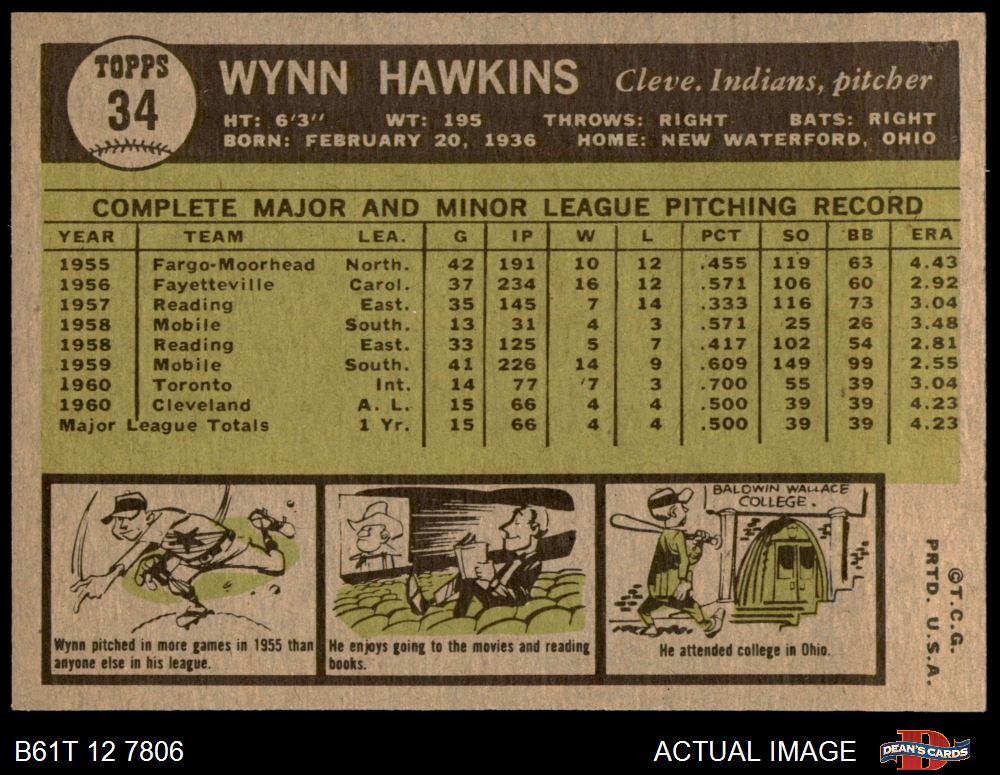 TOPPS
34
WYNN HAWKINS Cleve. Indians, pitcher
HT: 6'3" WT: 195 THROWS: RIGHT BATS: RIGHT
BORN: FEBRUARY 20, 1936 HOME: NEW WATERFORD, OHIO
COMPLETE MAJOR AND MINOR LEAGUE PITCHING RECORD
YEAR TEAM LEA. G IP W L PCT SO BB ERA
1955 Fargo-Moorhead North. 42 191 10 12 .455 119 63 4.43
1956 Fayetteville Carol. 37 234 16 12 .571 106 60 2.92
1957 Reading East. 35 145 7 14 .333 116 73 3.04
1958 Mobile South. 13 31 4 3 .571 25 26 3.48
1958 Reading East. 33 125 5 7 .417 102 54 2.81
1959 Mobile South. 41 226 14 9 .609 149 99 2.55
1960 Toronto Int. 14 77 7 3 .700 55 39 3.04
1960 Cleveland A. L. 15 66 4 4 .500 39 39 4.23
Major League Totals 1 Yr. 15 66 4 4 .500 39 39 4.23
Wynn pitched in more games in 1955 than
anyone else in his league.
He enjoys going to the movies and reading
books.
BALDWIN WALLACE
COLLEGE.
He attended college in Ohio.
©T.C.G.
PRTD. U.S.A.
B61T 12 7806
ACTUAL IMAGE
DEAN'S CARDS